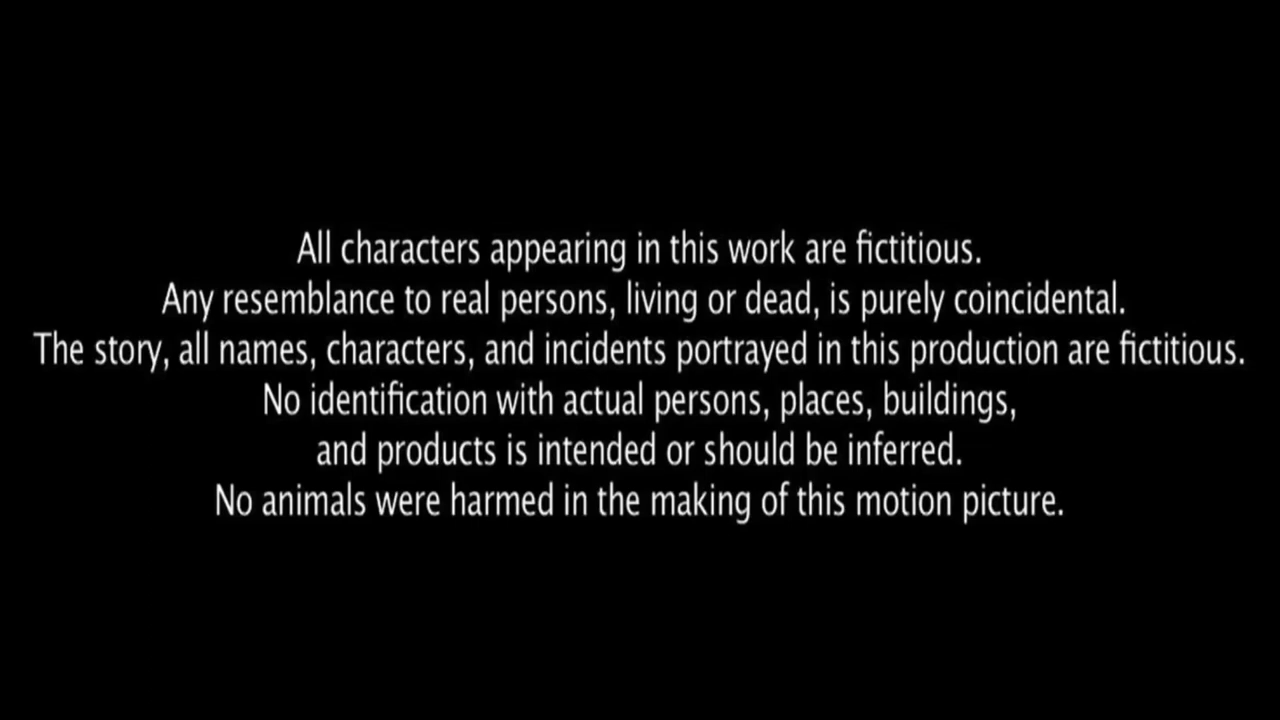 All characters appearing in this work are fictitious.
Any resemblance to real persons, living or dead, is purely coincidental.
The story, all names, characters, and incidents portrayed in this production are fictitious.
No identification with actual persons, places, buildings,
and products is intended or should be inferred.
No animals were harmed in the making of this motion picture.